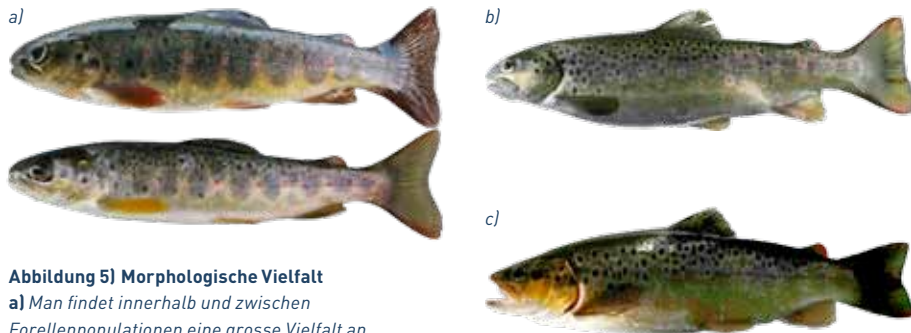 a)
b)
c)
Abbildung 5) Morphologische Vielfalt
a) Man findet innerhalb und zwischen
Forellenpopulationen eine grosse Vielfalt an